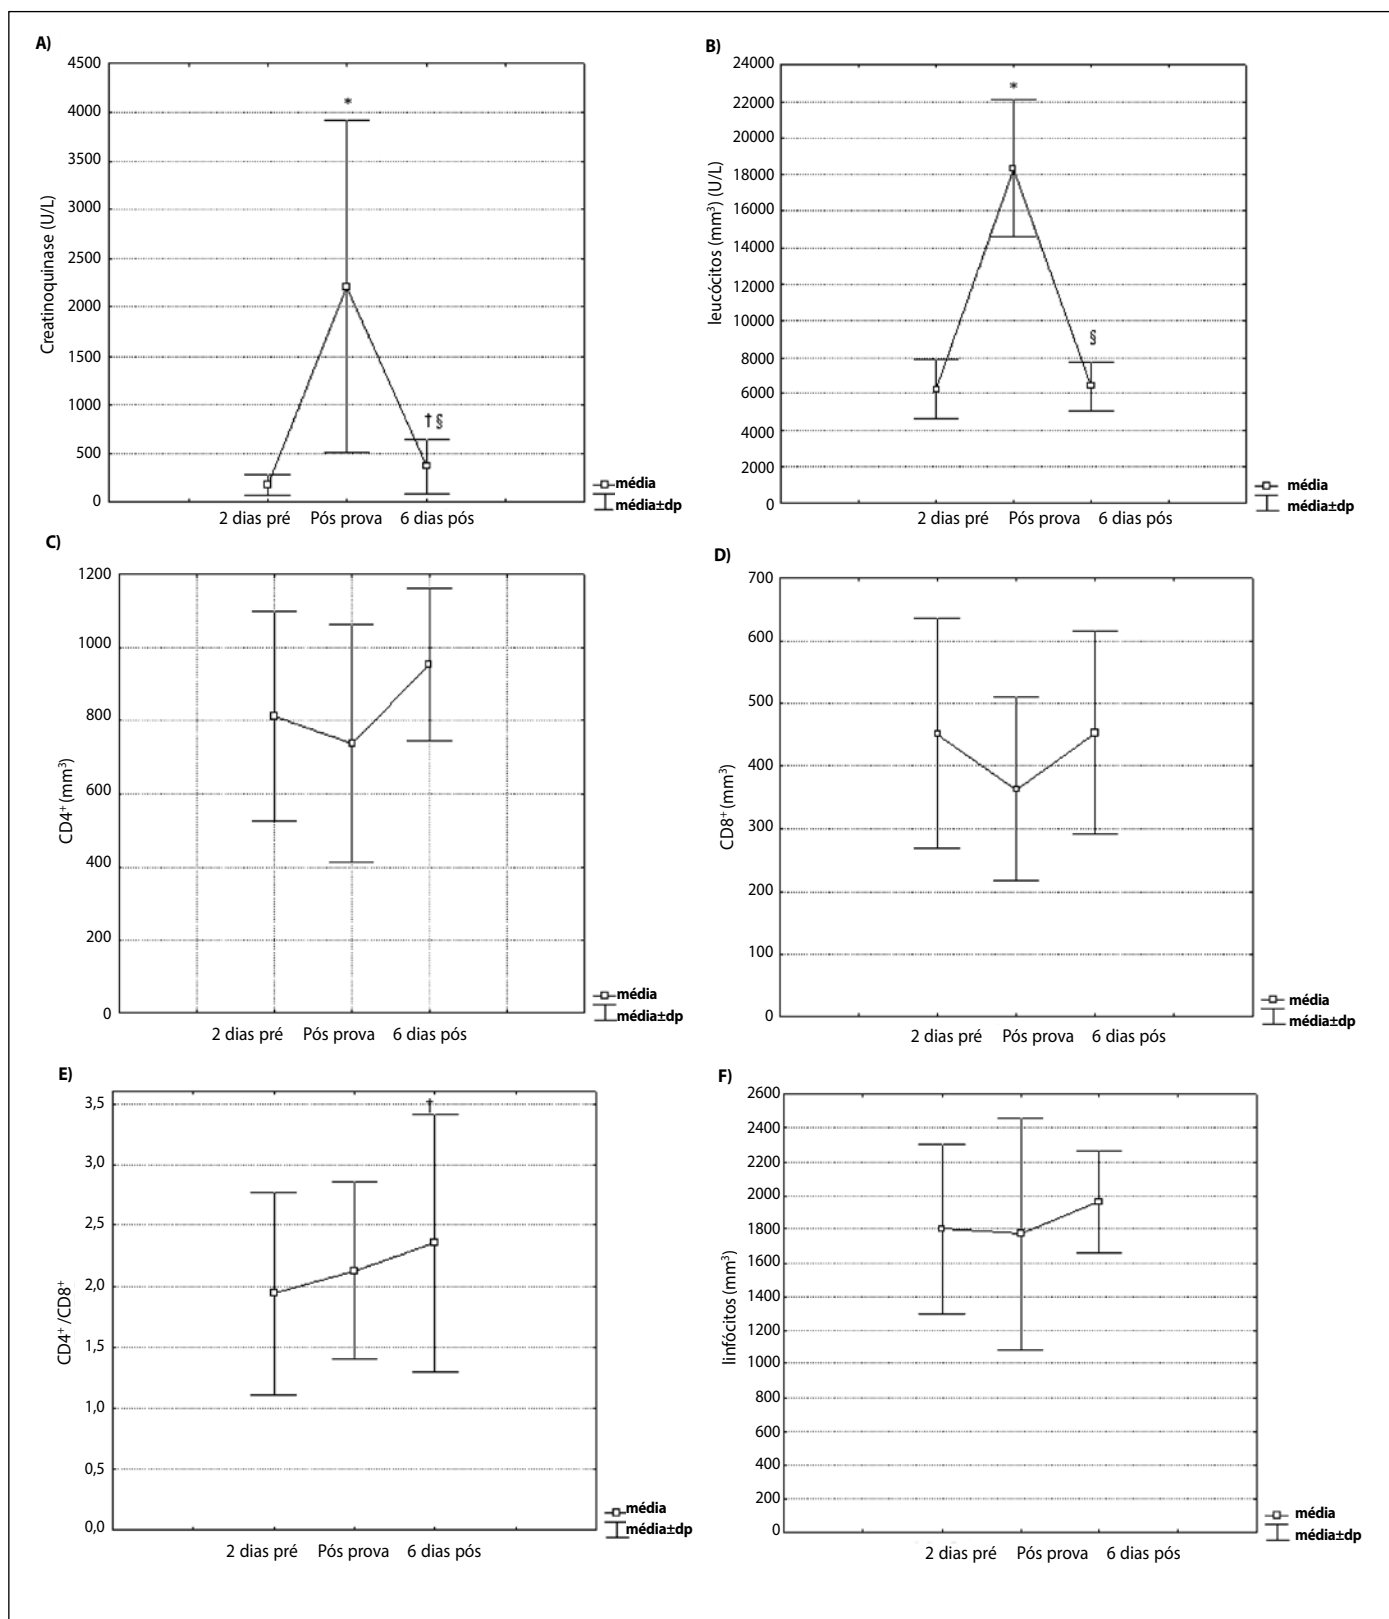 A)
4500
4000
3500
3000
2500
2000
1500
1000
500
0
Creatinoquinase (U/L)
*
† §
2 dias pré Pós prova 6 dias pós
média
média±dp
B)
24000
22000
20000
18000
16000
14000
12000
10000
8000
6000
4000
2000
0
leucócitos (mm³) (U/L)
*
§
2 dias pré Pós prova 6 dias pós
média
média±dp
C)
1200
1000
800
600
400
200
0
CD4⁺ (mm³)
2 dias pré Pós prova 6 dias pós
média
média±dp
D)
700
600
500
400
300
200
100
0
CD8⁺ (mm³)
2 dias pré Pós prova 6 dias pós
média
média±dp
E)
3,5
3,0
2,5
2,0
1,5
1,0
0,5
0,0
CD4⁺ /CD8⁺
†
2 dias pré Pós prova 6 dias pós
média
média±dp
F)
2600
2400
2200
2000
1800
1600
1400
1200
1000
800
600
400
200
0
linfócitos (mm³)
2 dias pré Pós prova 6 dias pós
média
média±dp